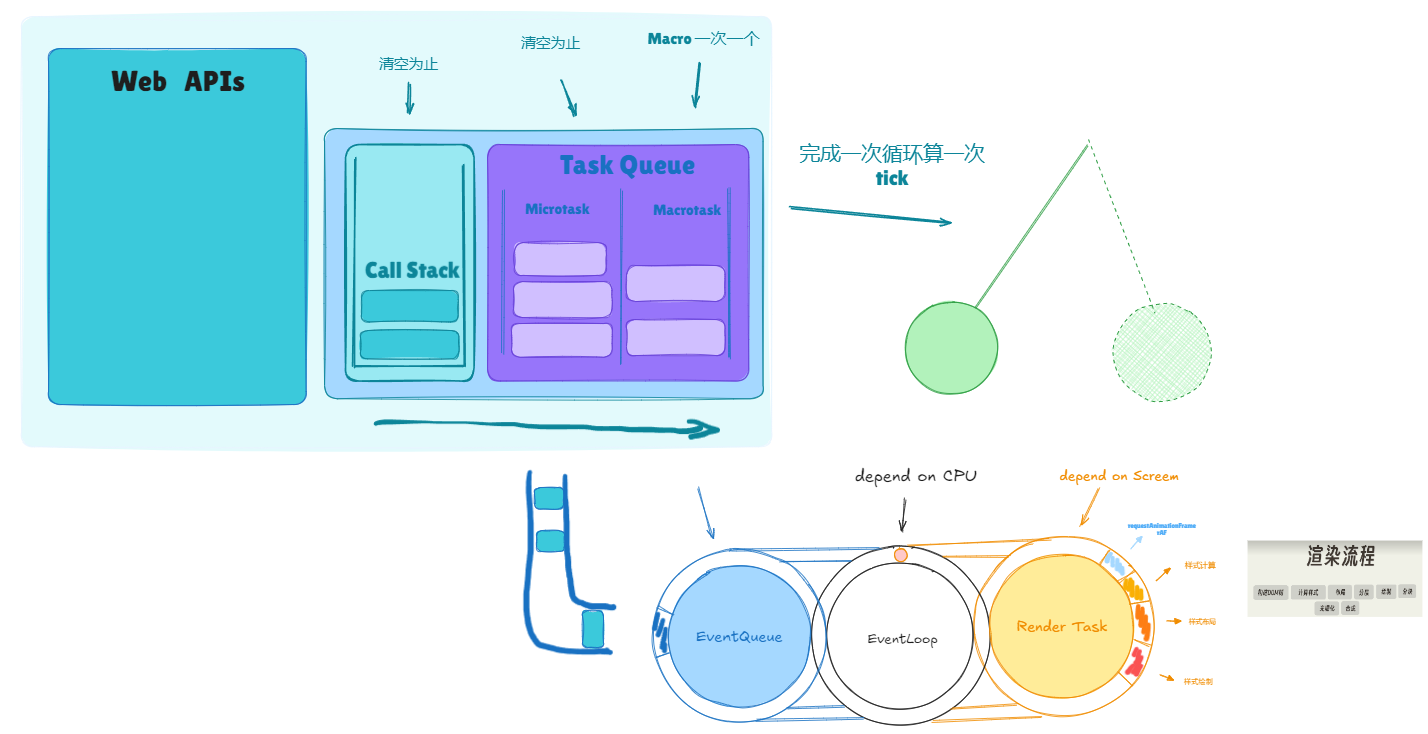 Web APIs
清空为止
清空为止
Macro 一次一个
Task Queue
Microtask
Macrotask
Call Stack
完成一次循环算一次
tick
depend on CPU
depend on Screem
requestAnimationFrame
rAF
样式计算
样式布局
样式绘制
EventQueue
EventLoop
Render Task
渲染流程
构建DOM树
计算样式
布局
分层
绘制
分块
光栅化
合成